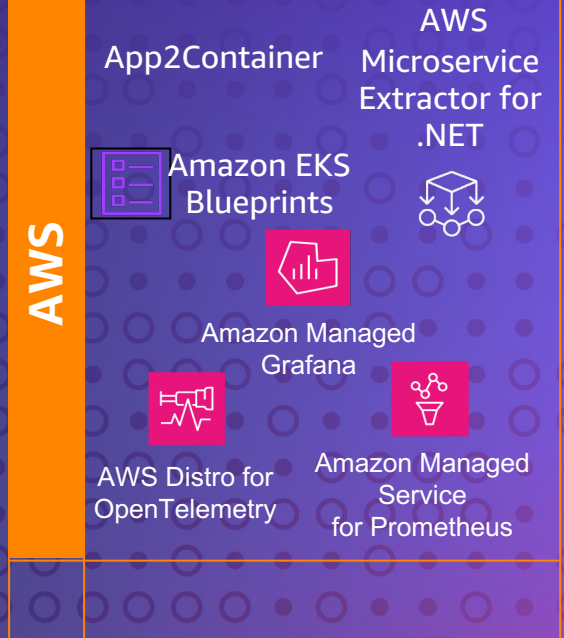 AWS
App2Container
AWS
Microservice
Extractor for
.NET
Amazon EKS
Blueprints
Amazon Managed
Grafana
AWS Distro for
OpenTelemetry
Amazon Managed
Service
for Prometheus